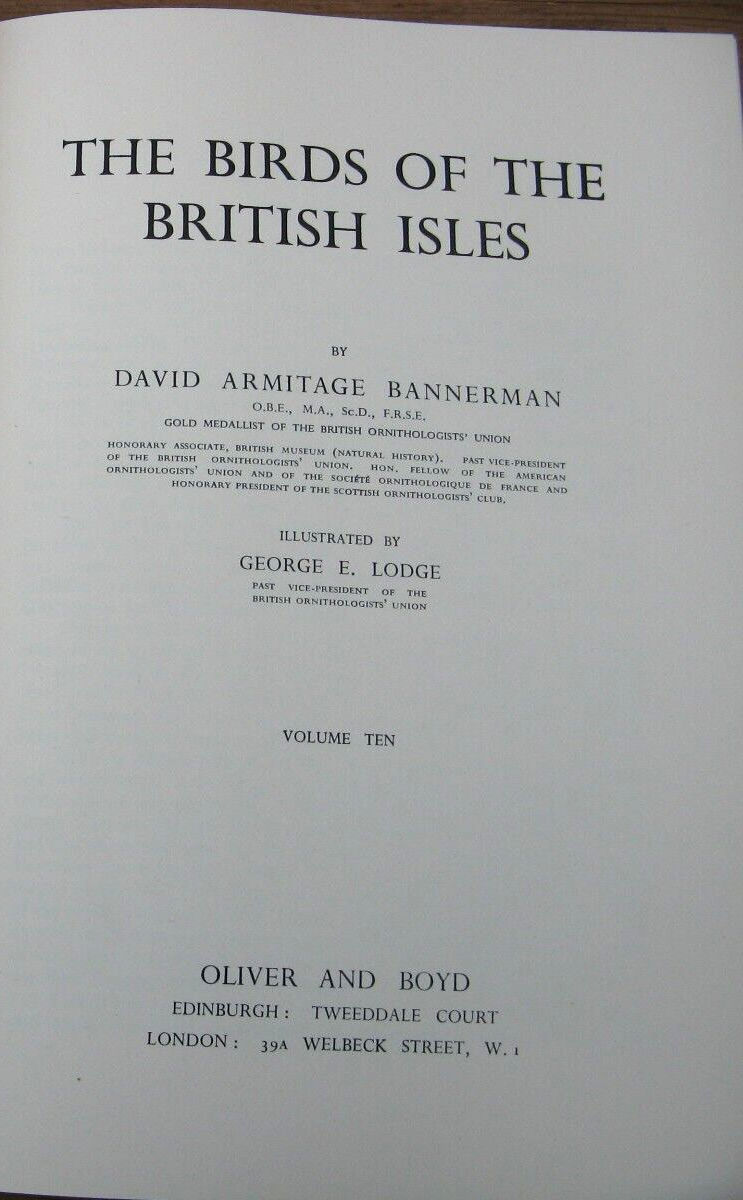 THE BIRDS OF THE
BRITISH ISLES
BY
DAVID ARMITAGE BANNERMAN
O.B.E., M.A., Sc.D., F.R.S.E.
GOLD MEDALLIST OF THE BRITISH ORNITHOLOGISTS' UNION
HONORARY ASSOCIATE, BRITISH MUSEUM (NATURAL HISTORY). PAST VICE-PRESIDENT
OF THE BRITISH ORNITHOLOGISTS' UNION. HON. FELLOW OF THE AMERICAN
ORNITHOLOGISTS' UNION AND OF THE SOCIÉTÉ ORNITHOLOGIQUE DE FRANCE AND
HONORARY PRESIDENT OF THE SCOTTISH ORNITHOLOGISTS' CLUB.
ILLUSTRATED BY
GEORGE E. LODGE
PAST VICE-PRESIDENT OF THE
BRITISH ORNITHOLOGISTS' UNION
VOLUME TEN
OLIVER AND BOYD
EDINBURGH: TWEEDDALE COURT
LONDON: 39A WELBECK STREET, W. 1